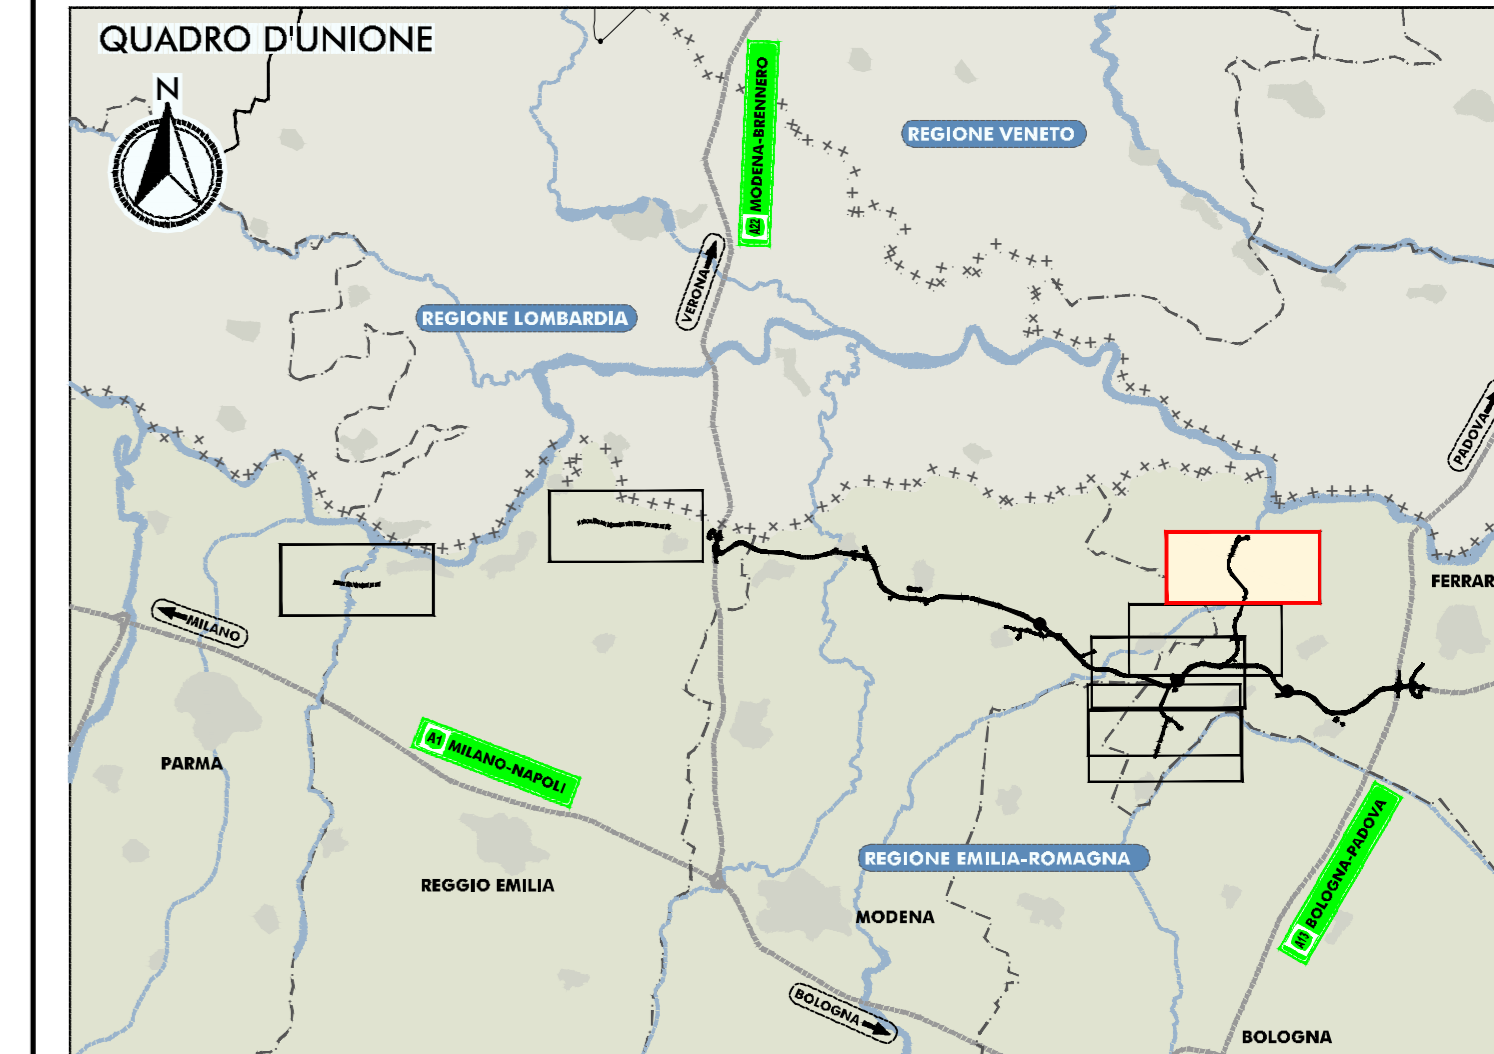 QUADRO D'UNIONE
N
A22 MODENA-BRENNERO
REGIONE VENETO
VERONA
REGIONE LOMBARDIA
PADOVA
FERRAR
MILANO
A1 MILANO-NAPOLI
PARMA
REGGIO EMILIA
REGIONE EMILIA-ROMAGNA
A13 BOLOGNA-PADOVA
MODENA
BOLOGNA
BOLOGNA